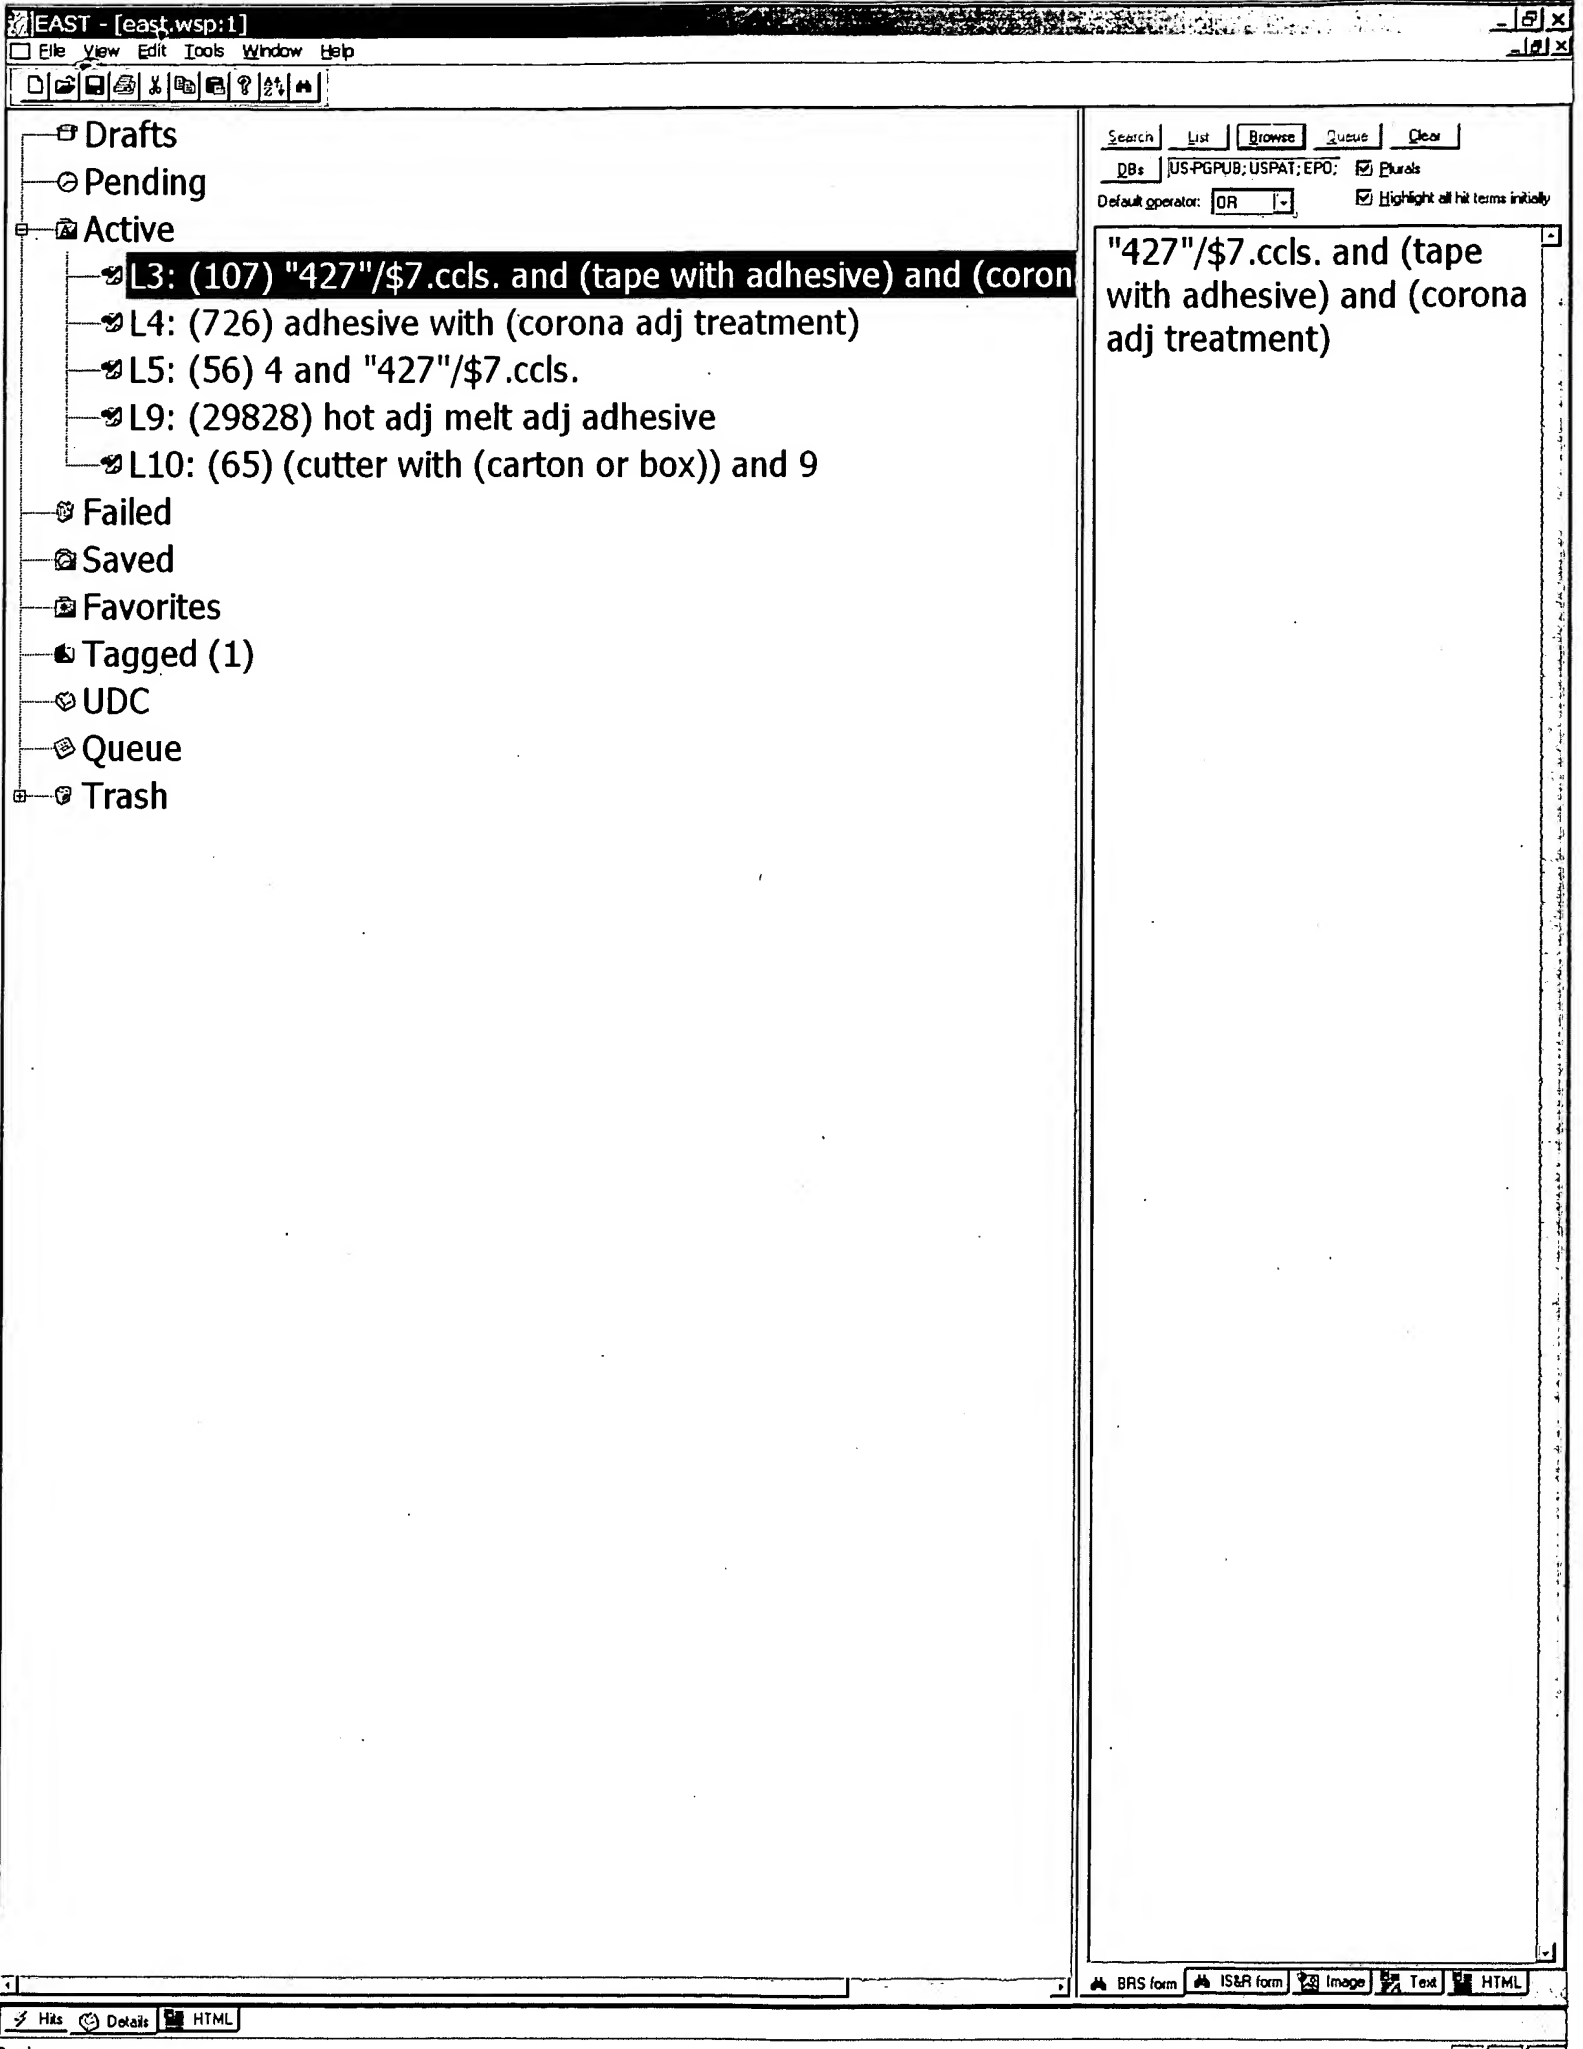 EAST - [east.wsp:1]
File View Edit Tools Window Help
Drafts
Pending
Active
L3: (107) "427"/$7.ccls. and (tape with adhesive) and (coron
L4: (726) adhesive with (corona adj treatment)
L5: (56) 4 and "427"/$7.ccls.
L9: (29828) hot adj melt adj adhesive
L10: (65) (cutter with (carton or box)) and 9
Failed
Saved
Favorites
Tagged (1)
UDC
Queue
Trash
Search List Browse Queue Clear
DBs US-PGPUB; USPAT; EPO; Plurals
Default operator: OR Highlight all hit terms initially
"427"/$7.ccls. and (tape
with adhesive) and (corona
adj treatment)
BRS form IS&R form Image Text HTML
Hits Details HTML